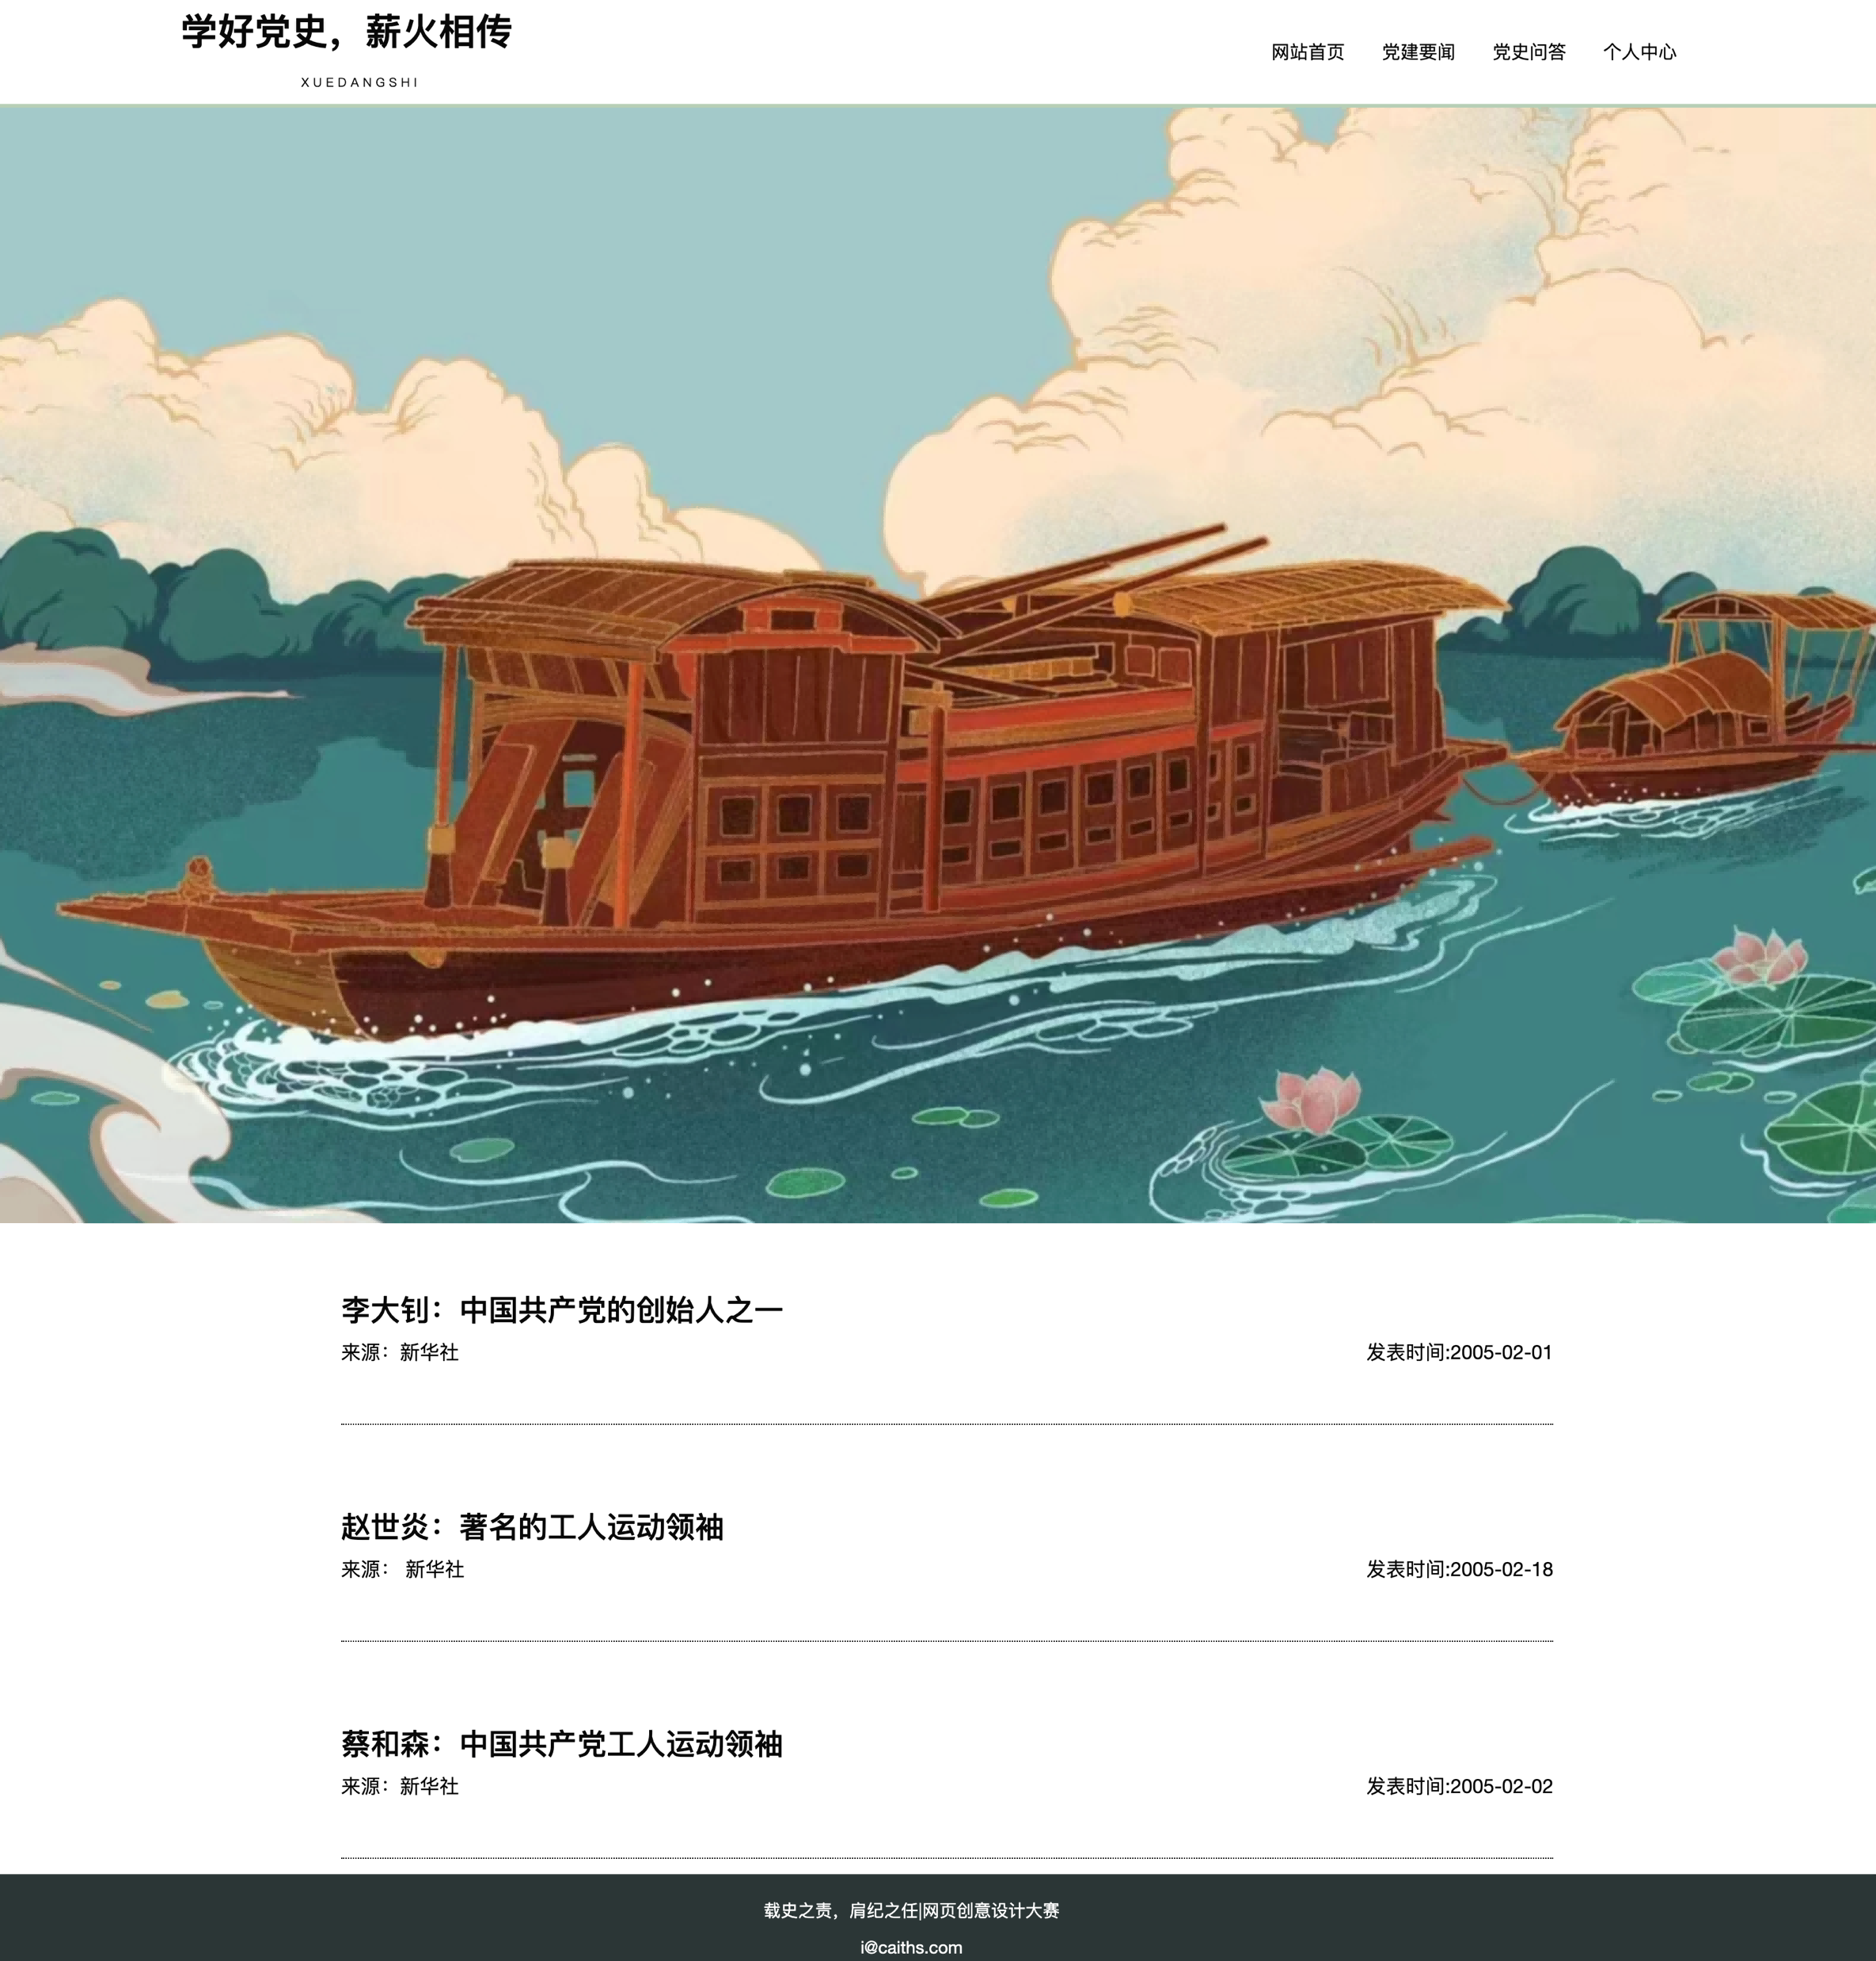 学好党史，薪火相传
XUEDANGSHI
网站首页 党建要闻 党史问答 个人中心
李大钊：中国共产党的创始人之一
来源：新华社 发表时间:2005-02-01
赵世炎：著名的工人运动领袖
来源： 新华社 发表时间:2005-02-18
蔡和森：中国共产党工人运动领袖
来源：新华社 发表时间:2005-02-02
载史之责，肩纪之任|网页创意设计大赛
i@caiths.com